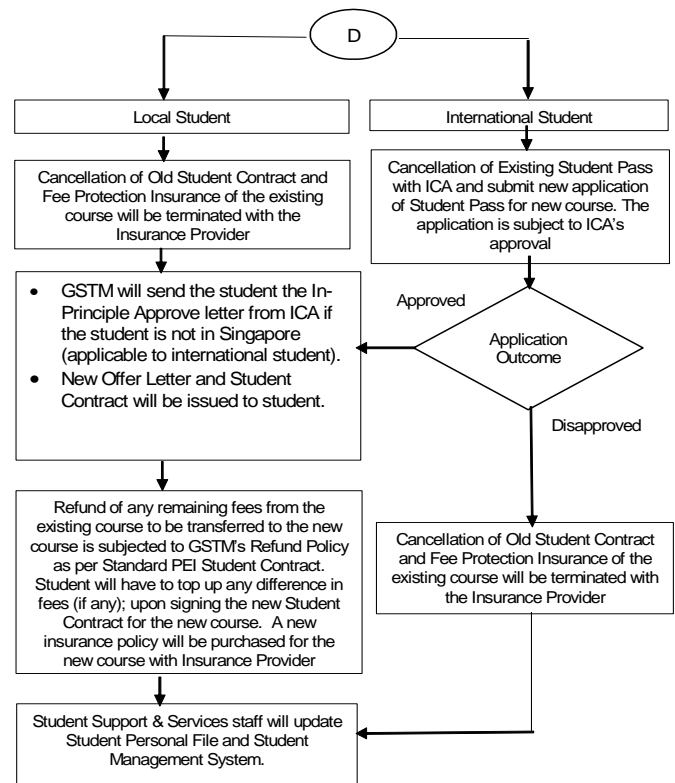 D
Local Student
International Student
Cancellation of Old Student Contract and
Fee Protection Insurance of the existing
course will be terminated with the
Insurance Provider
Cancellation of Existing Student Pass
with ICA and submit new application
of Student Pass for new course. The
application is subject to ICA's
approval
• GSTM will send the student the In-
Principle Approve letter from ICA if
the student is not in Singapore
(applicable to international student).
• New Offer Letter and Student
Contract will be issued to student.
Approved
Application
Outcome
Disapproved
Refund of any remaining fees from the
existing course to be transferred to the new
course is subjected to GSTM's Refund Policy
as per Standard PEI Student Contract.
Student will have to top up any difference in
fees (if any); upon signing the new Student
Contract for the new course. A new
insurance policy will be purchased for the
new course with Insurance Provider
Cancellation of Old Student Contract
and Fee Protection Insurance of the
existing course will be terminated with
the Insurance Provider
Student Support & Services staff will update
Student Personal File and Student
Management System.